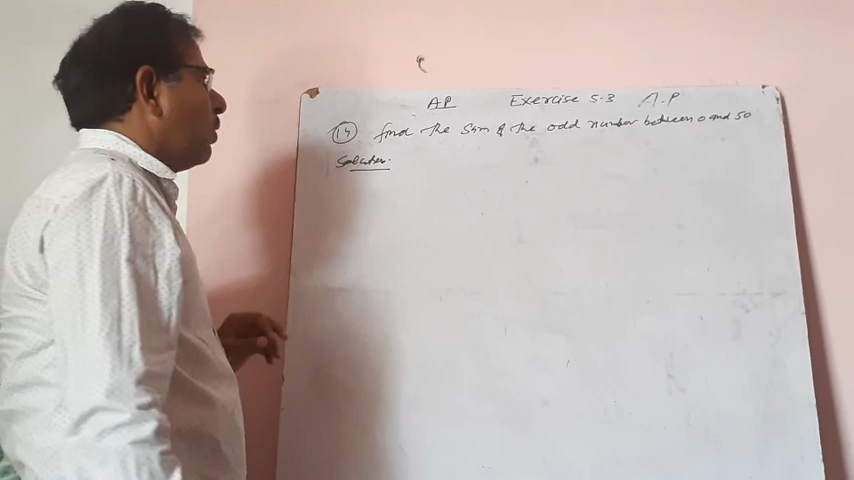 AP Exercise 5.3 A.P
(14) find the sum of the odd number between 0 and 50
Solution.